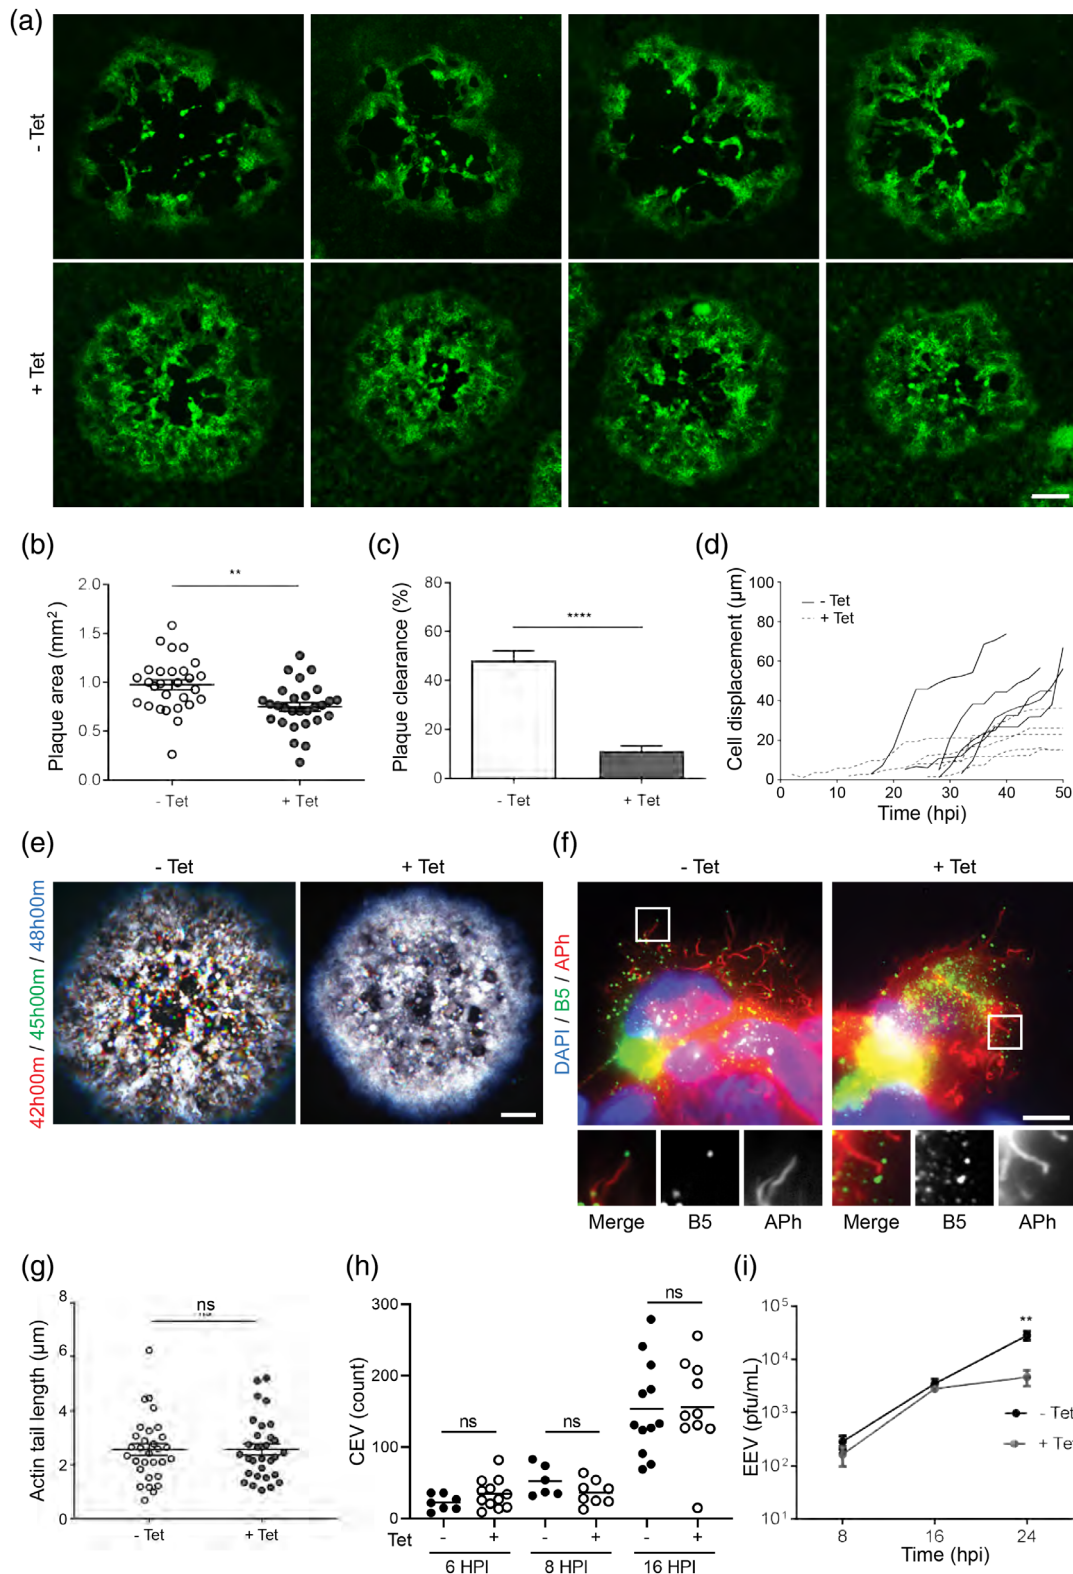 (a)
- Tet
+ Tet
(b)
Plaque area (mm²)
2.0
1.5
1.0
0.5
0.0
**
- Tet
+ Tet
(c)
Plaque clearance (%)
80
60
40
20
0
****
- Tet
+ Tet
(d)
Cell displacement (µm)
100
80
60
40
20
0
- Tet
+ Tet
0 10 20 30 40 50
Time (hpi)
(e)
- Tet
+ Tet
42h00m / 45h00m / 48h00m
(f)
- Tet
+ Tet
DAPI / B5 / APh
Merge B5 APh
Merge B5 APh
(g)
Actin tail length (µm)
8
6
4
2
0
ns
- Tet
+ Tet
(h)
CEV (count)
300
200
100
0
ns
ns
ns
Tet - + - + - +
6 HPI 8 HPI 16 HPI
(i)
EEV (pfu/mL)
10⁵
10⁴
10³
10²
10¹
**
- Tet
+ Tet
8 16 24
Time (hpi)